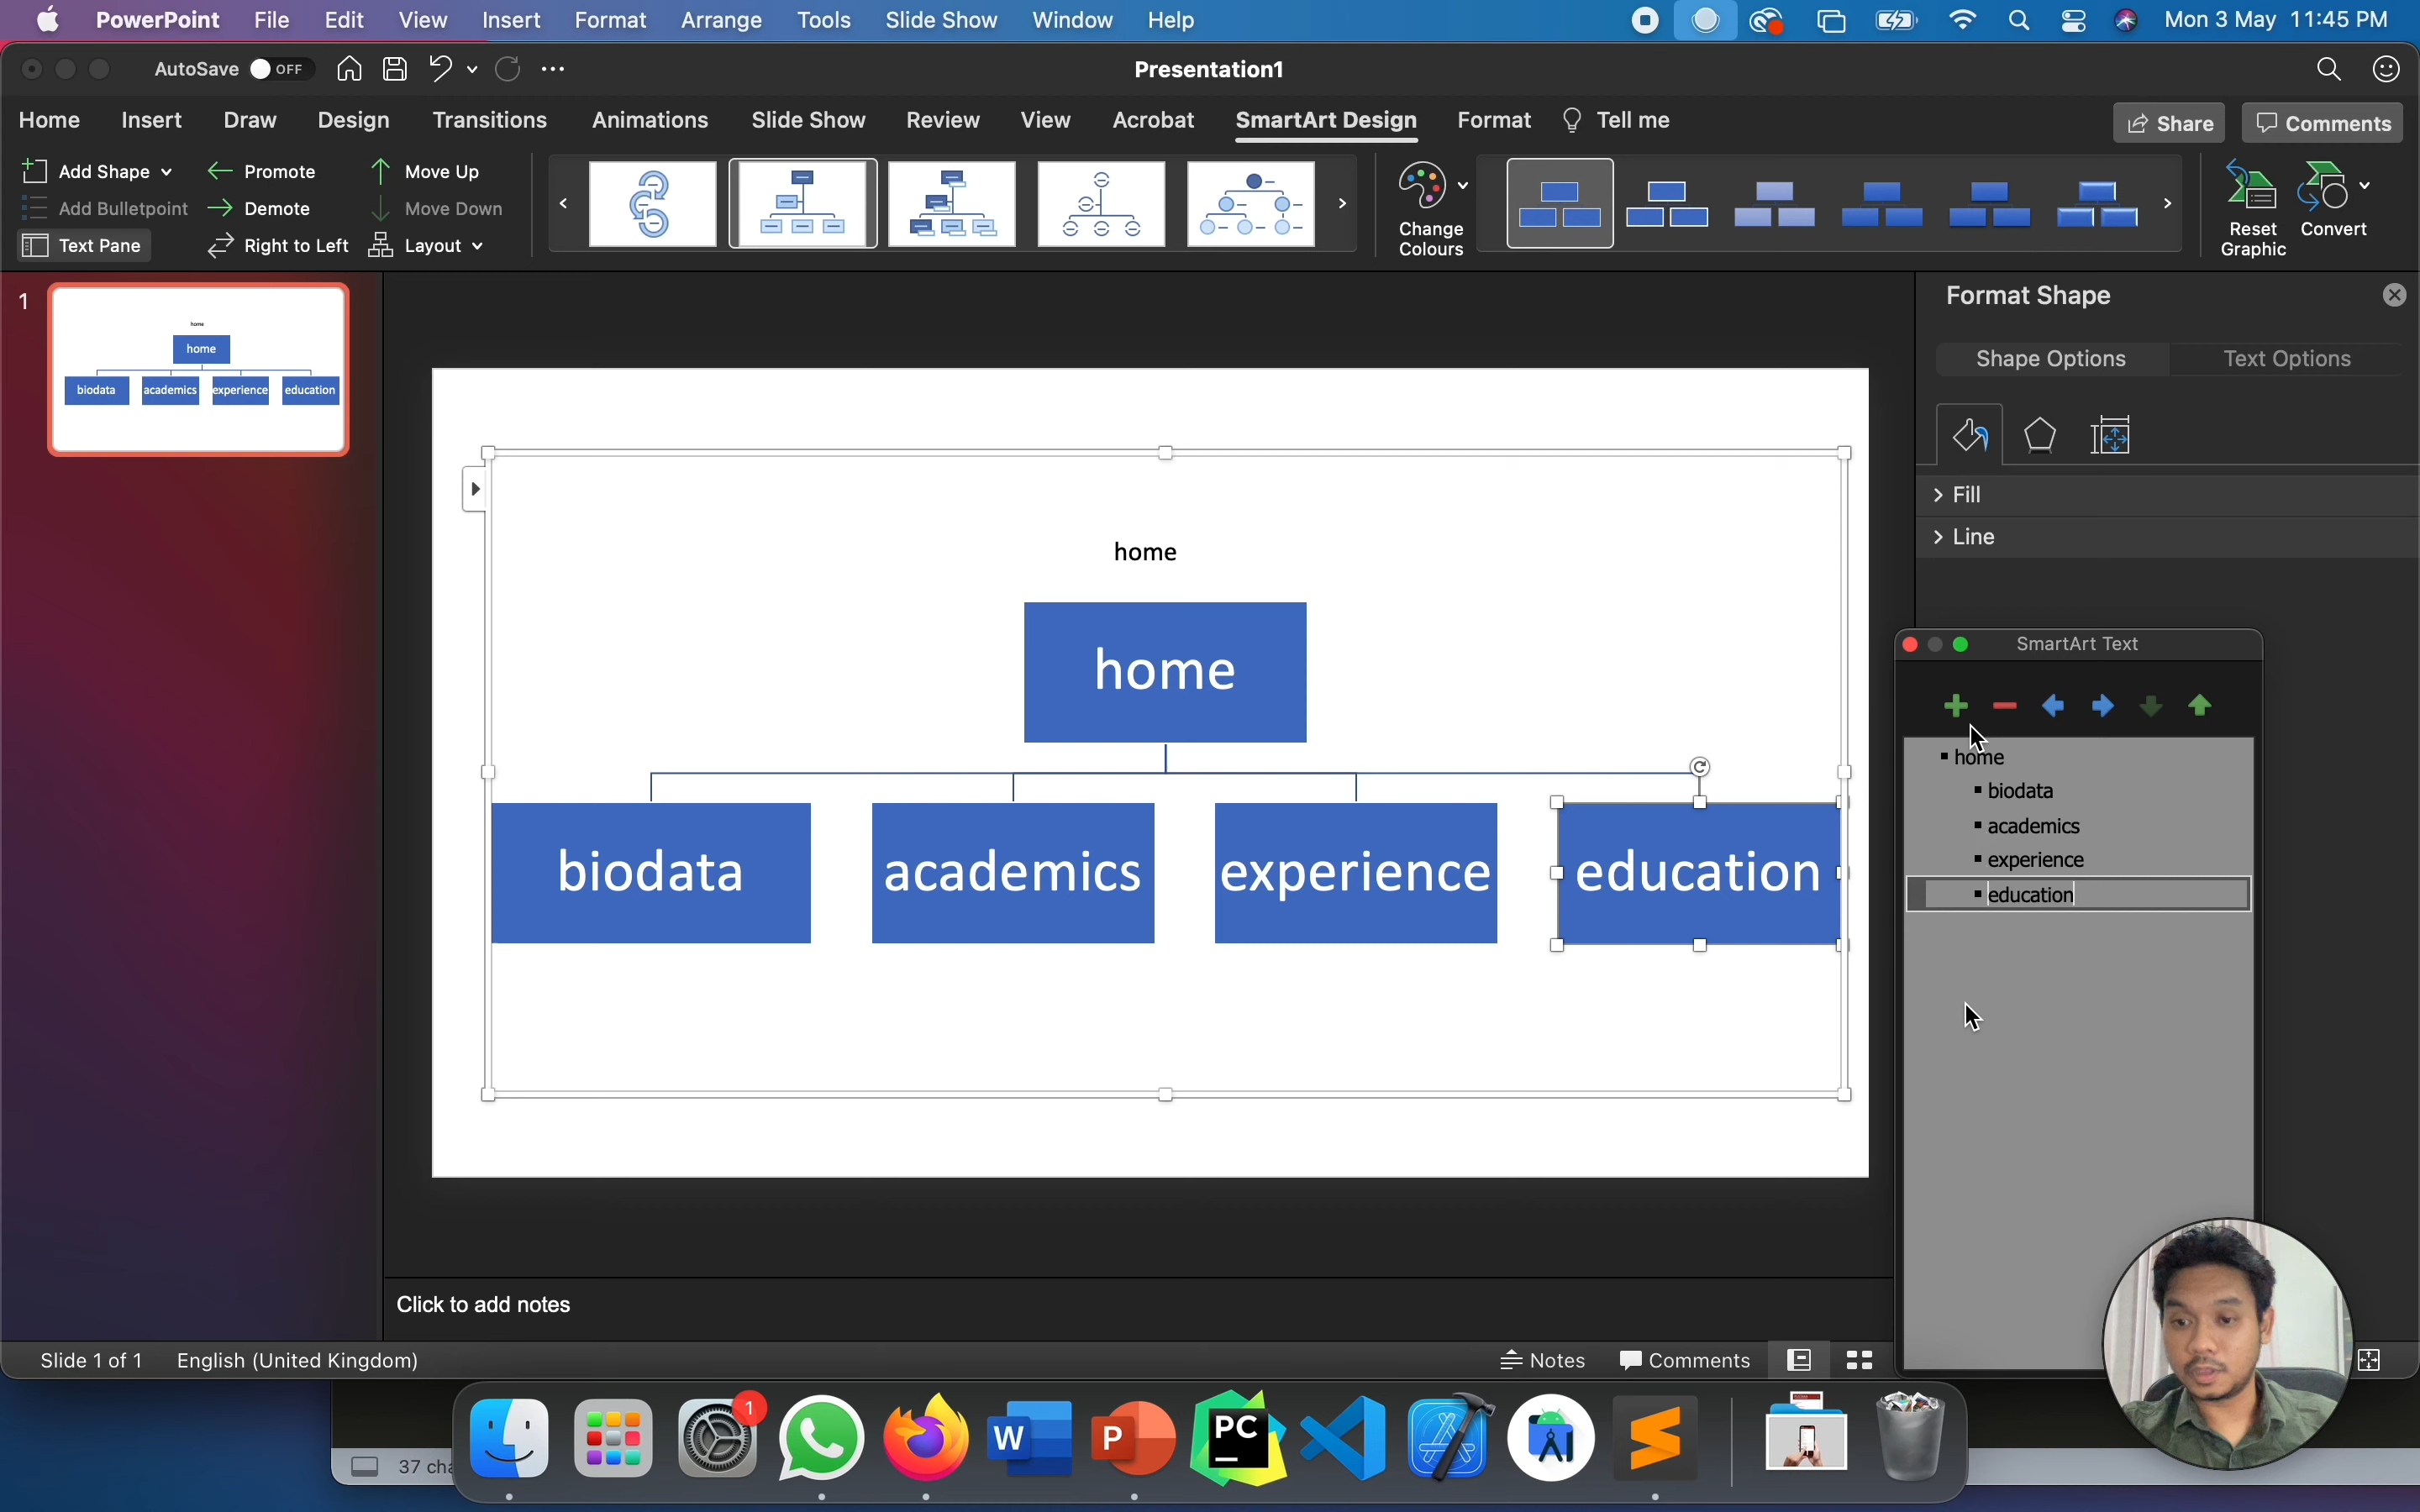 PowerPoint File Edit View Insert Format Arrange Tools Slide Show Window Help Mon 3 May 11:45 PM
AutoSave OFF Presentation1
Home Insert Draw Design Transitions Animations Slide Show Review View Acrobat SmartArt Design Format Tell me Share Comments
Add Shape Promote Move Up
Add Bulletpoint Demote Move Down
Text Pane Right to Left Layout
Change Colours
Reset Graphic
Convert
1
home
home
biodata academics experience education
home
home
biodata academics experience education
Format Shape
Shape Options Text Options
Fill
Line
SmartArt Text
home
biodata
academics
experience
education
Click to add notes
Slide 1 of 1 English (United Kingdom) Notes Comments
1
W
P
PC
37 cha